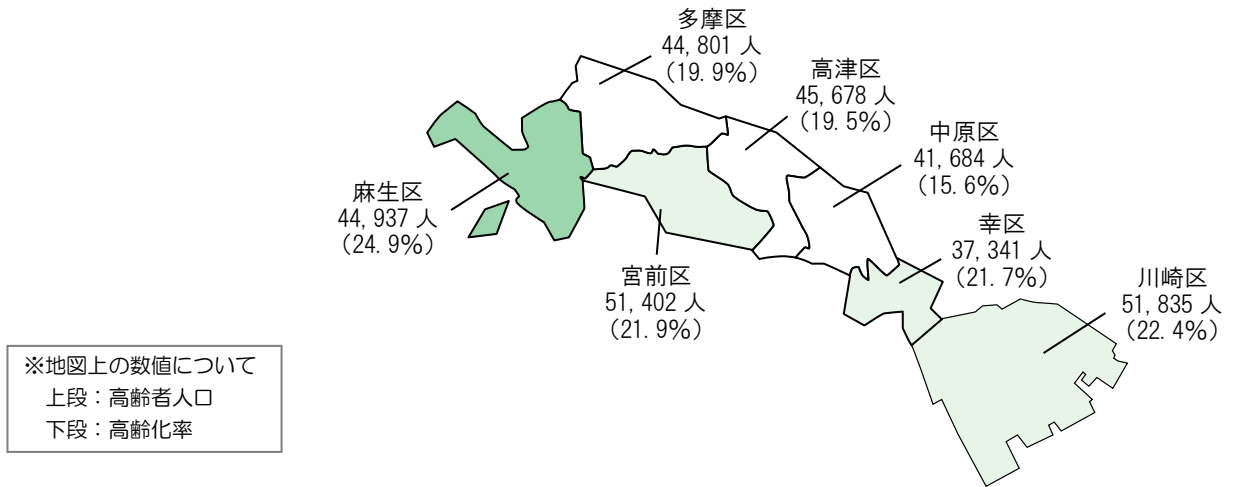 多摩区
44,801 人
（19.9%）
高津区
45,678 人
（19.5%）
中原区
41,684 人
（15.6%）
麻生区
44,937 人
（24.9%）
幸区
37,341 人
（21.7%）
宮前区
51,402 人
（21.9%）
川崎区
51,835 人
（22.4%）
※地図上の数値について
上段：高齢者人口
下段：高齢化率